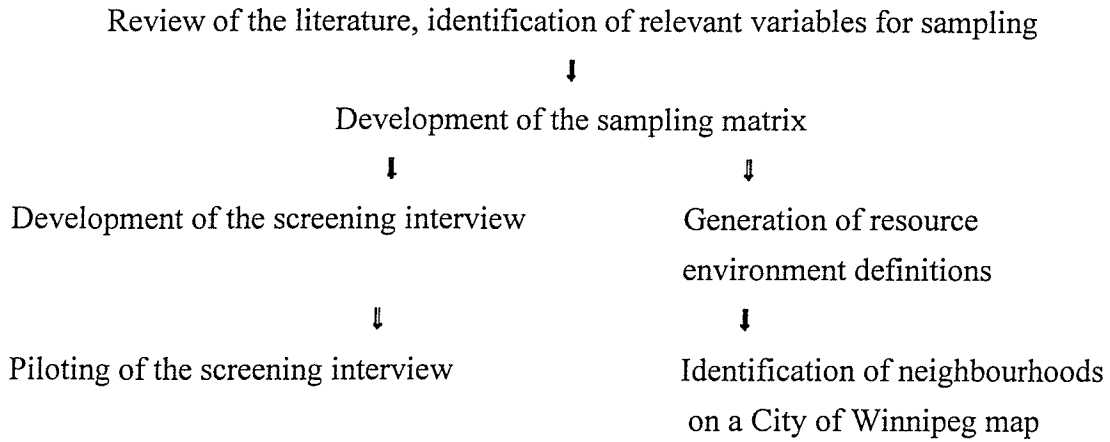 Review of the literature, identification of relevant variables for sampling
⬇
Development of the sampling matrix
⬇ ⇓
Development of the screening interview Generation of resource
environment definitions
⇓ ⬇
Piloting of the screening interview Identification of neighbourhoods
on a City of Winnipeg map